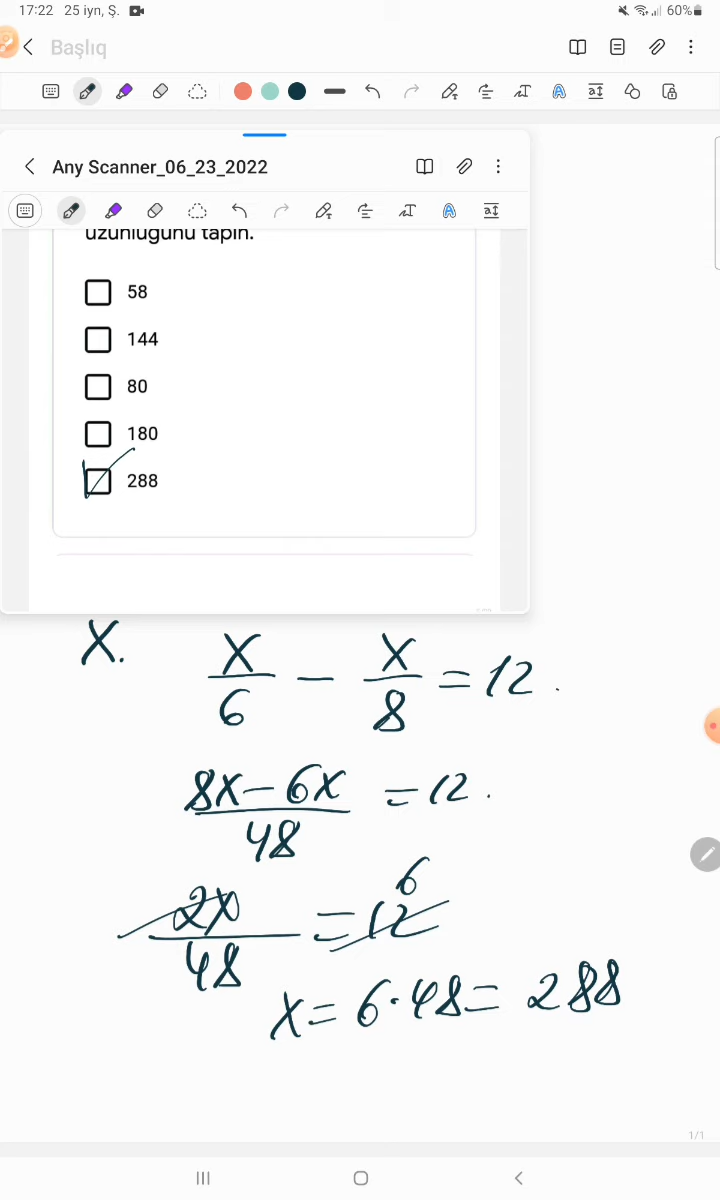 17:22 25 iyn, Ş. 60%
Başlıq
Any Scanner_06_23_2022
uzunluğunu tapın.
58
144
80
180
288
X. X/6 - X/8 = 12.
8X - 6X/48 = 12.
2X/48 = 12 6
X = 6·48 = 288
1/1